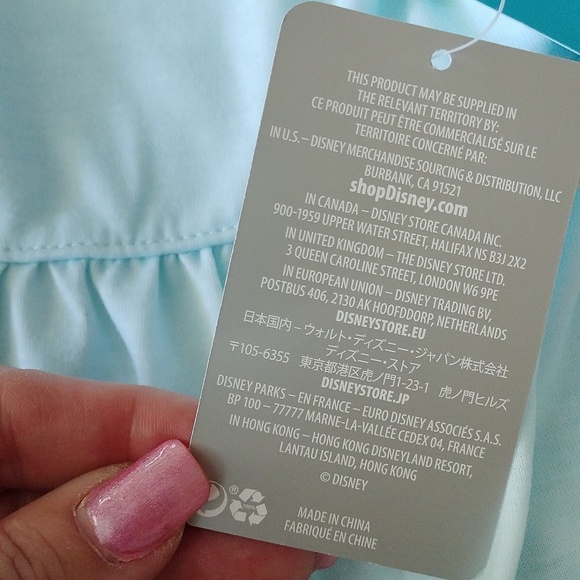 THIS PRODUCT MAY BE SUPPLIED IN
THE RELEVANT TERRITORY BY:
CE PRODUIT PEUT ÊTRE COMMERCIALISÉ SUR LE
TERRITOIRE CONCERNÉ PAR:
IN U.S. – DISNEY MERCHANDISE SOURCING & DISTRIBUTION, LLC
BURBANK, CA 91521
shopDisney.com
IN CANADA – DISNEY STORE CANADA INC.
900-1959 UPPER WATER STREET, HALIFAX NS B3J 2X2
IN UNITED KINGDOM – THE DISNEY STORE LTD.
3 QUEEN CAROLINE STREET, LONDON W6 9PE
IN EUROPEAN UNION – DISNEY TRADING BV,
POSTBUS 406, 2130 AK HOOFDDORP, NETHERLANDS
DISNEYSTORE.EU
日本国内 – ウォルト・ディズニー・ジャパン株式会社
ディズニー・ストア
〒105-6355 東京都港区虎ノ門1-23-1 虎ノ門ヒルズ
DISNEYSTORE.JP
DISNEY PARKS – EN FRANCE – EURO DISNEY ASSOCIÉS S.A.S.
BP 100 – 77777 MARNE-LA-VALLÉE CEDEX 04, FRANCE
IN HONG KONG – HONG KONG DISNEYLAND RESORT,
LANTAU ISLAND, HONG KONG
© DISNEY
®
MADE IN CHINA
FABRIQUÉ EN CHINE